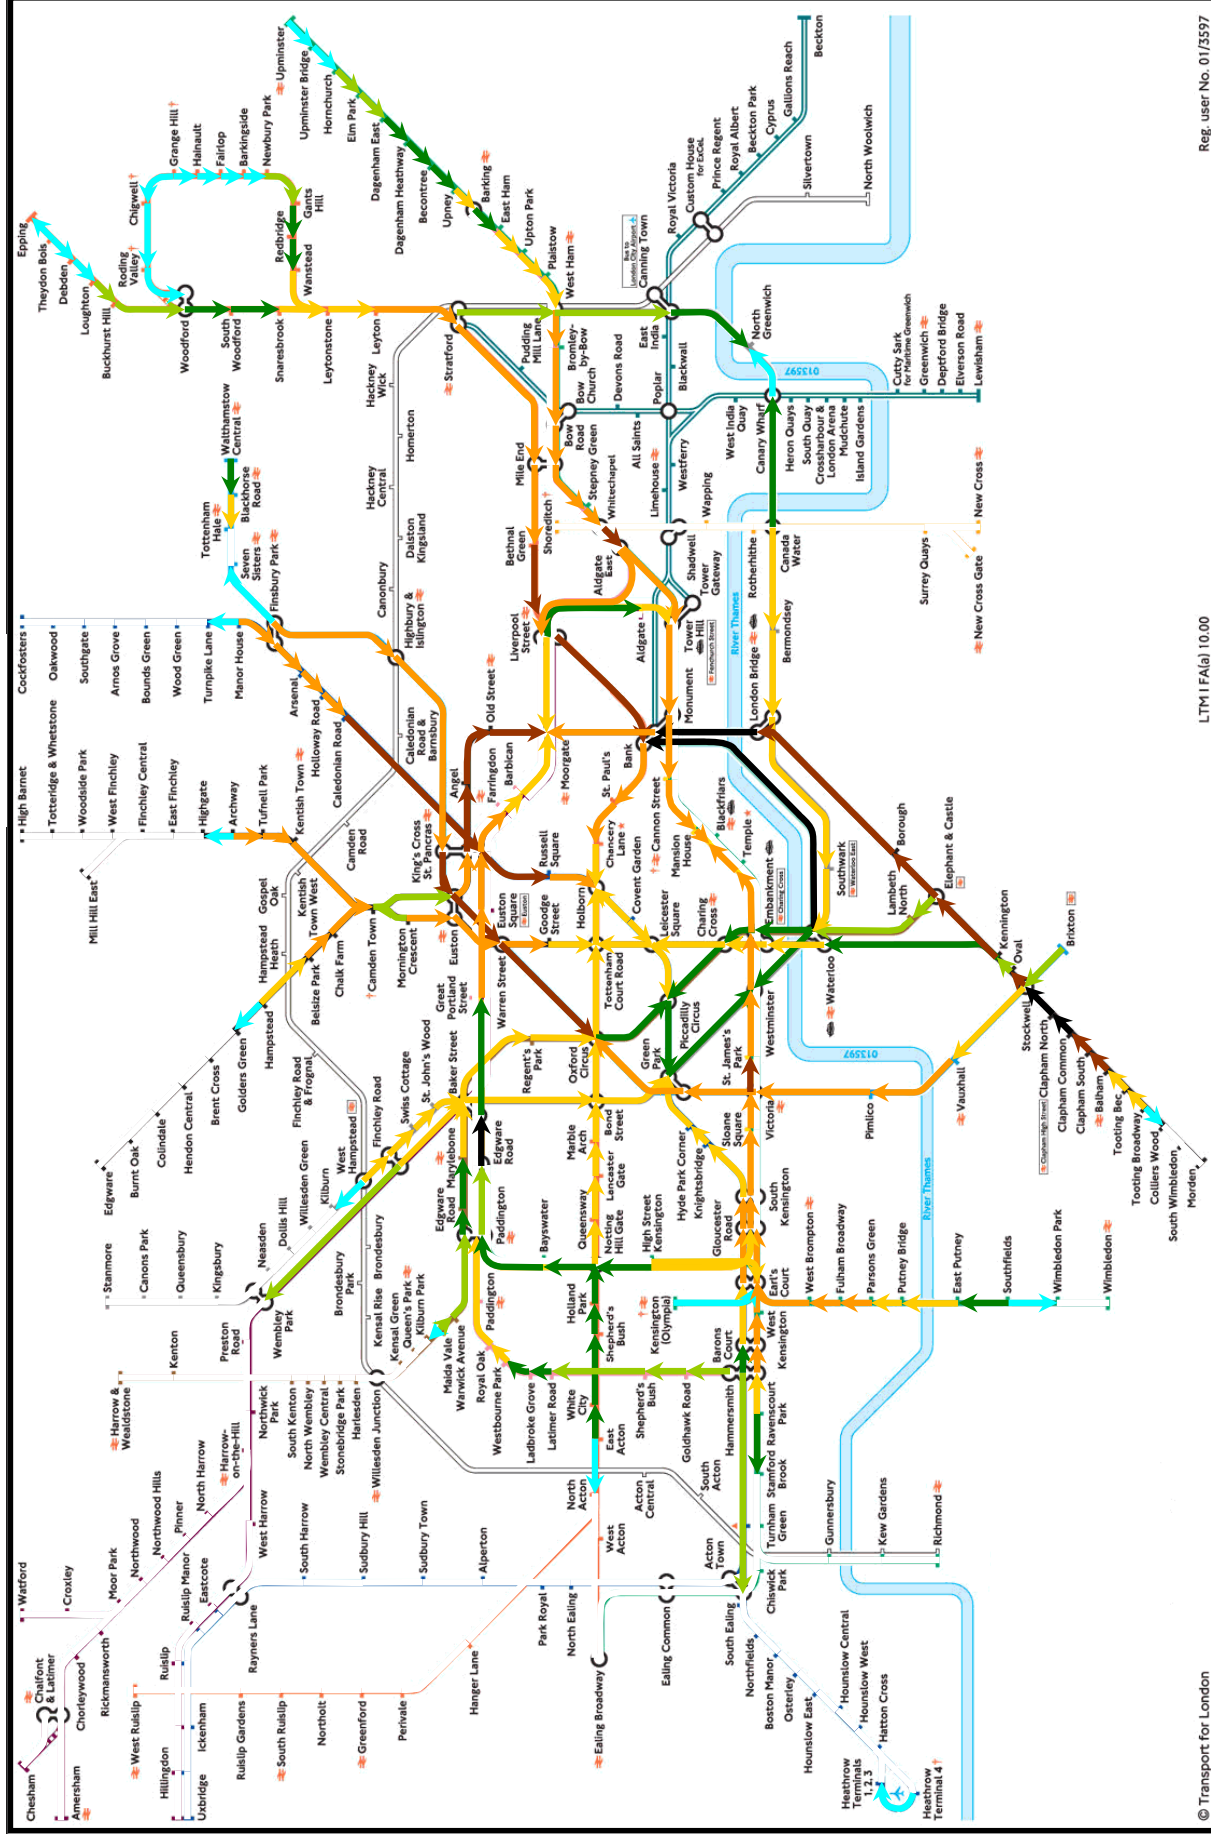 Chesham
Chalfont
& Latimer
Watford
Croxley
Amersham
Chorleywood
Rickmansworth
Moor Park
Northwood
Northwood Hills
Pinner
North Harrow
Harrow-
on-the-Hill
West Ruislip
Hillingdon
Uxbridge
Ickenham
Ruislip
Ruislip Manor
Eastcote
Rayners Lane
West Harrow
Ruislip Gardens
South Ruislip
Northolt
Greenford
Perivale
Hanger Lane
South Harrow
Sudbury Hill
Sudbury Town
Alperton
Park Royal
North Ealing
Ealing Broadway
Ealing Common
West
Acton
North
Acton
East
Acton
White
City
Acton
Central
South
Acton
Acton
Town
South Ealing
Northfields
Boston Manor
Osterley
Hounslow East
Hounslow Central
Hounslow West
Hatton Cross
Heathrow
Terminals
1, 2, 3
Heathrow
Terminal 4
Chiswick
Park
Turnham
Green
Stamford
Brook
Ravenscourt
Park
Gunnersbury
Kew Gardens
Richmond
Harrow &
Wealdstone
Kenton
Preston
Road
Northwick
Park
South Kenton
North Wembley
Wembley Central
Stonebridge Park
Harlesden
Willesden Junction
Stanmore
Canons Park
Queensbury
Kingsbury
Wembley
Park
Neasden
Dollis Hill
Willesden Green
Kilburn
West
Hampstead
Finchley Road
Swiss Cottage
St. John's Wood
Brondesbury
Park
Kensal Rise
Brondesbury
Kensal Green
Queen's Park
Kilburn Park
Maida Vale
Warwick Avenue
Royal Oak
Westbourne Park
Ladbroke Grove
Latimer Road
Shepherd's
Bush
Goldhawk Road
Hammersmith
Barons
Court
West
Kensington
Holland
Park
Shepherd's
Bush
Kensington
(Olympia)
Earl's
Court
West Brompton
Fulham Broadway
Parsons Green
Putney Bridge
East Putney
Southfields
Wimbledon Park
Wimbledon
Edgware
Burnt Oak
Colindale
Hendon Central
Brent Cross
Golders Green
Hampstead
Finchley Road
& Frognal
Hampstead
Heath
Belsize Park
Chalk Farm
Camden Town
Gospel
Oak
Kentish
Town West
Camden
Road
Mornington
Crescent
Euston
Edgware
Road
Marylebone
Baker Street
Paddington
Paddington
Edgware
Road
Bayswater
Great
Portland
Street
Regent's
Park
Warren Street
Euston
Square
Euston
Goodge
Street
Queensway
Notting
Hill Gate
Lancaster
Gate
Marble
Arch
Bond
Street
Oxford
Circus
Tottenham
Court Road
Holborn
High Street
Kensington
Gloucester
Road
South
Kensington
Knightsbridge
Hyde Park Corner
Sloane
Square
Victoria
Green
Park
St. James's
Park
Westminster
Piccadilly
Circus
Leicester
Square
Covent Garden
Charing
Cross
Embankment
Charing Cross
Waterloo
Pimlico
Vauxhall
Mill Hill East
High Barnet
Totteridge & Whetstone
Woodside Park
West Finchley
Finchley Central
East Finchley
Highgate
Archway
Tufnell Park
Kentish Town
Cockfosters
Oakwood
Southgate
Arnos Grove
Bounds Green
Wood Green
Turnpike Lane
Manor House
Arsenal
Holloway Road
Caledonian Road
Finsbury Park
Seven
Sisters
Tottenham
Hale
Blackhorse
Road
Walthamstow
Central
Highbury &
Islington
Canonbury
Caledonian
Road &
Barnsbury
Dalston
Kingsland
Hackney
Central
Homerton
Hackney
Wick
King's Cross
St. Pancras
Angel
Old Street
Farringdon
Barbican
Moorgate
Russell
Square
Chancery
Lane
St. Paul's
Bank
Liverpool
Street
Bethnal
Green
Mile End
Stratford
Shoreditch
Aldgate
East
Whitechapel
Stepney Green
Bow
Road
Bow
Church
Bromley-
by-Bow
Pudding
Mill Lane
Aldgate
Tower
Hill
Fenchurch Street
Monument
Cannon Street
Mansion
House
Blackfriars
Temple
Tower
Gateway
Shadwell
Limehouse
Westferry
All Saints
Devons Road
Poplar
Blackwall
East
India
Bus to
London City Airport
Canning Town
Royal Victoria
Custom House
for ExCeL
Prince Regent
Royal Albert
Beckton Park
Cyprus
Gallions Reach
Beckton
Silvertown
North Woolwich
Wapping
Rotherhithe
Canada
Water
Surrey Quays
New Cross Gate
New Cross
London Bridge
Bermondsey
Southwark
Waterloo East
Lambeth
North
Borough
Elephant & Castle
Kennington
Oval
Brixton
Stockwell
Clapham North
Clapham High Street
Clapham Common
Clapham South
Balham
Tooting Bec
Tooting Broadway
Colliers Wood
South Wimbledon
Morden
West India
Quay
Canary Wharf
Heron Quays
South Quay
Crossharbour &
London Arena
Mudchute
Island Gardens
North
Greenwich
Cutty Sark
for Maritime Greenwich
Greenwich
Deptford Bridge
Elverson Road
Lewisham
Epping
Theydon Bois
Debden
Loughton
Buckhurst Hill
Roding
Valley
Chigwell
Grange Hill
Hainault
Fairlop
Barkingside
Newbury Park
Gants
Hill
Redbridge
Wanstead
Woodford
South
Woodford
Snaresbrook
Leytonstone
Leyton
Upminster
Upminster Bridge
Hornchurch
Elm Park
Dagenham East
Dagenham Heathway
Becontree
Upney
Barking
East Ham
Upton Park
Plaistow
West Ham
River Thames
River Thames
013597
013597
© Transport for London
LTM I FA(a) 10.00
Reg. user No. 01/3597